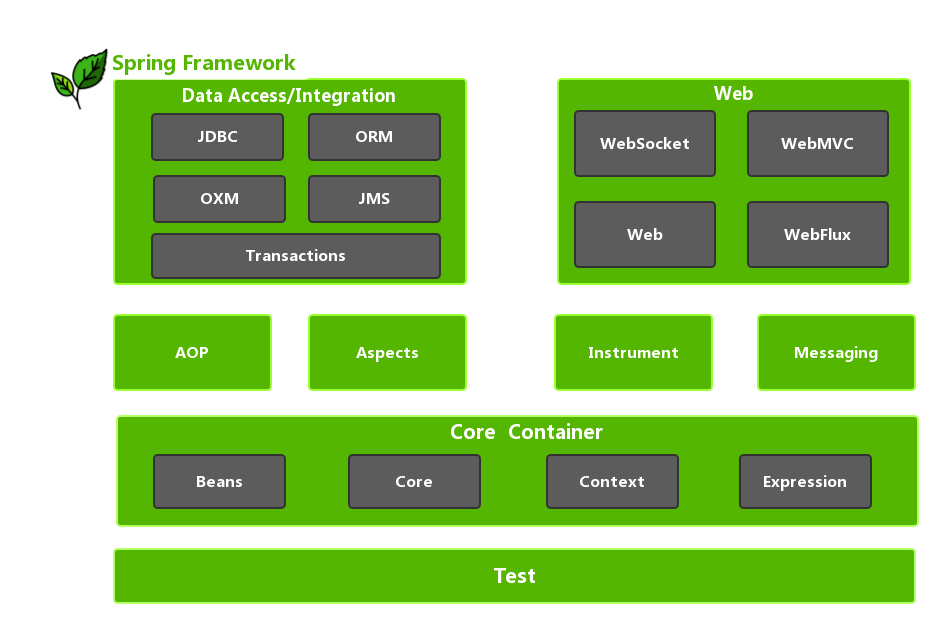 Spring Framework
Data Access/Integration
JDBC
ORM
OXM
JMS
Transactions
Web
WebSocket
WebMVC
Web
WebFlux
AOP
Aspects
Instrument
Messaging
Core Container
Beans
Core
Context
Expression
Test